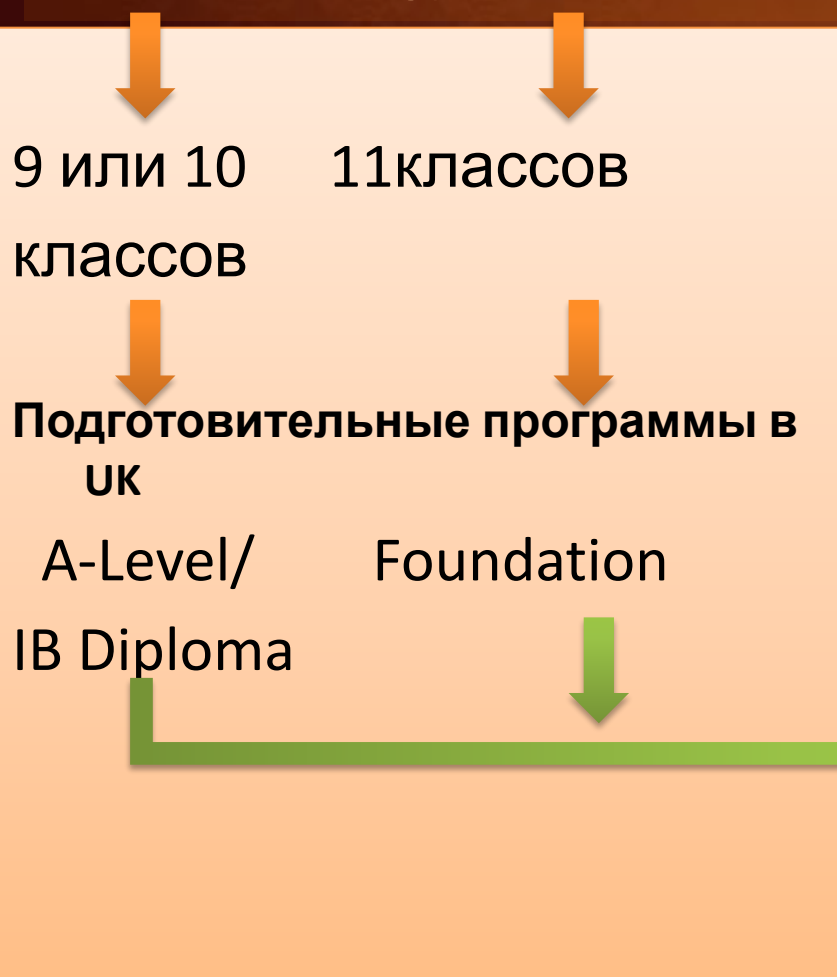 9 или 10 11классов
классов
Подготовительные программы в
UK
A-Level/ Foundation
IB Diploma